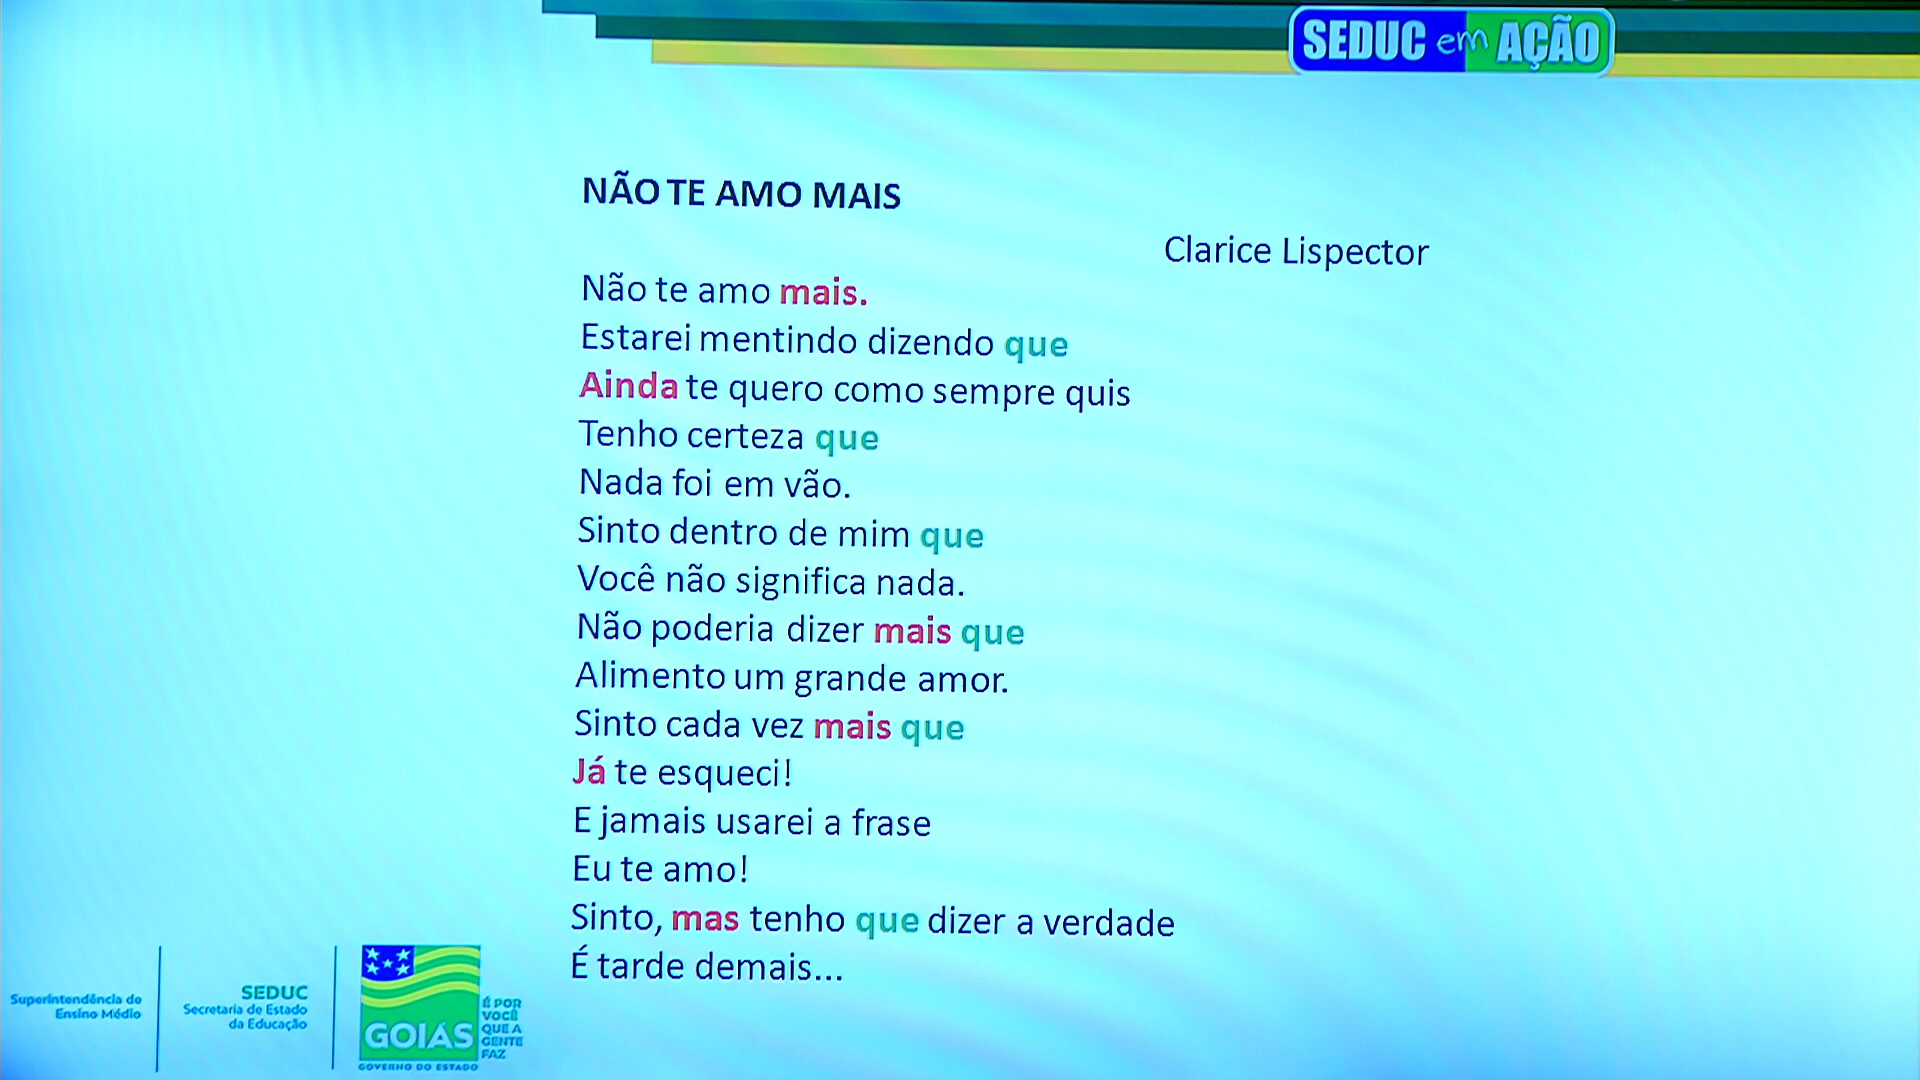 SEDUC em AÇÃO
NÃO TE AMO MAIS
Clarice Lispector
Não te amo mais.
Estarei mentindo dizendo que
Ainda te quero como sempre quis
Tenho certeza que
Nada foi em vão.
Sinto dentro de mim que
Você não significa nada.
Não poderia dizer mais que
Alimento um grande amor.
Sinto cada vez mais que
Já te esqueci!
E jamais usarei a frase
Eu te amo!
Sinto, mas tenho que dizer a verdade
É tarde demais...
Superintendência de
Ensino Médio
SEDUC
Secretaria de Estado
da Educação
GOIÁS
GOVERNO DO ESTADO
É POR
VOCÊ
QUE A
GENTE
FAZ